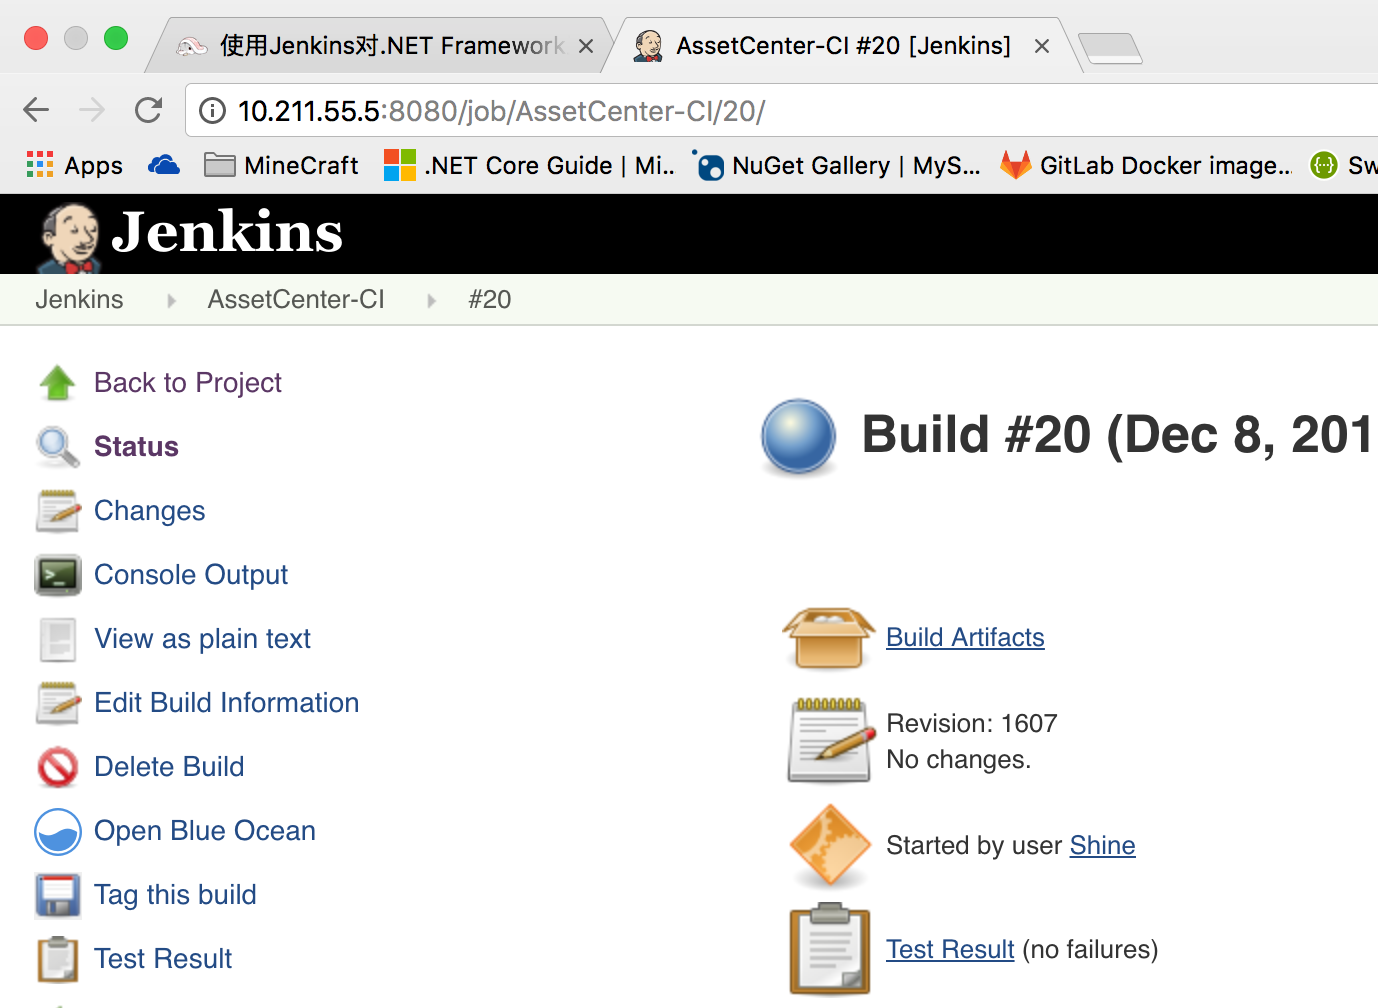 使用Jenkins对.NET Framework
AssetCenter-CI #20 [Jenkins]
10.211.55.5:8080/job/AssetCenter-CI/20/
Apps
MineCraft
.NET Core Guide | Mi..
NuGet Gallery | MyS...
GitLab Docker image...
Sw
Jenkins
Jenkins
AssetCenter-CI
#20
Back to Project
Status
Changes
Console Output
View as plain text
Edit Build Information
Delete Build
Open Blue Ocean
Tag this build
Test Result
Build #20 (Dec 8, 201
Build Artifacts
Revision: 1607
No changes.
Started by user Shine
Test Result (no failures)